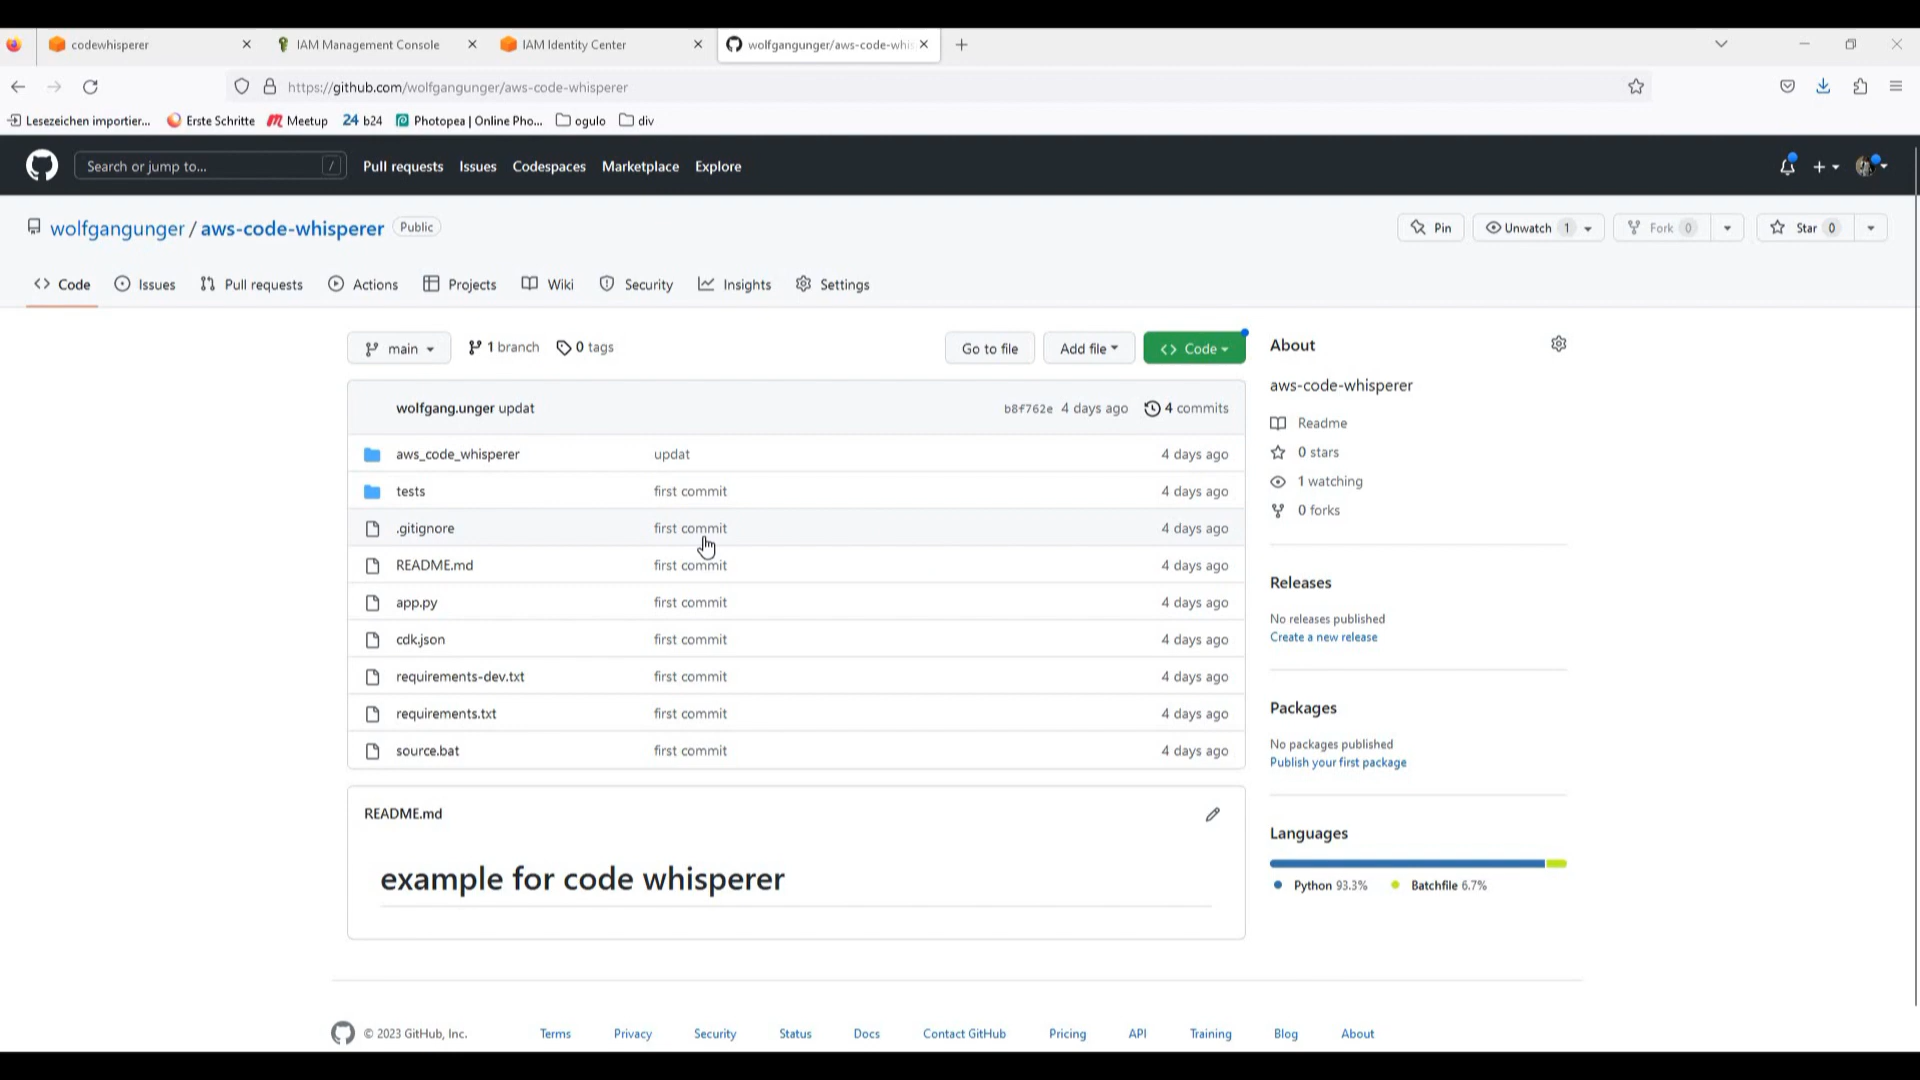 codewhisperer
IAM Management Console
IAM Identity Center
wolfgangunger/aws-code-whis
https://github.com/wolfgangunger/aws-code-whisperer
Lesezeichen importier...
Erste Schritte
Meetup
24 b24
Photopea | Online Pho...
ogulo
div
Search or jump to...
/
Pull requests
Issues
Codespaces
Marketplace
Explore
wolfgangunger / aws-code-whisperer
Public
Pin
Unwatch 1
Fork 0
Star 0
Code
Issues
Pull requests
Actions
Projects
Wiki
Security
Insights
Settings
main
1 branch
0 tags
Go to file
Add file
Code
wolfgang.unger updat
b8f762e 4 days ago
4 commits
aws_code_whisperer updat 4 days ago
tests first commit 4 days ago
.gitignore first commit 4 days ago
README.md first commit 4 days ago
app.py first commit 4 days ago
cdk.json first commit 4 days ago
requirements-dev.txt first commit 4 days ago
requirements.txt first commit 4 days ago
source.bat first commit 4 days ago
README.md
example for code whisperer
About
aws-code-whisperer
Readme
0 stars
1 watching
0 forks
Releases
No releases published
Create a new release
Packages
No packages published
Publish your first package
Languages
Python 93.3%
Batchfile 6.7%
© 2023 GitHub, Inc.
Terms
Privacy
Security
Status
Docs
Contact GitHub
Pricing
API
Training
Blog
About